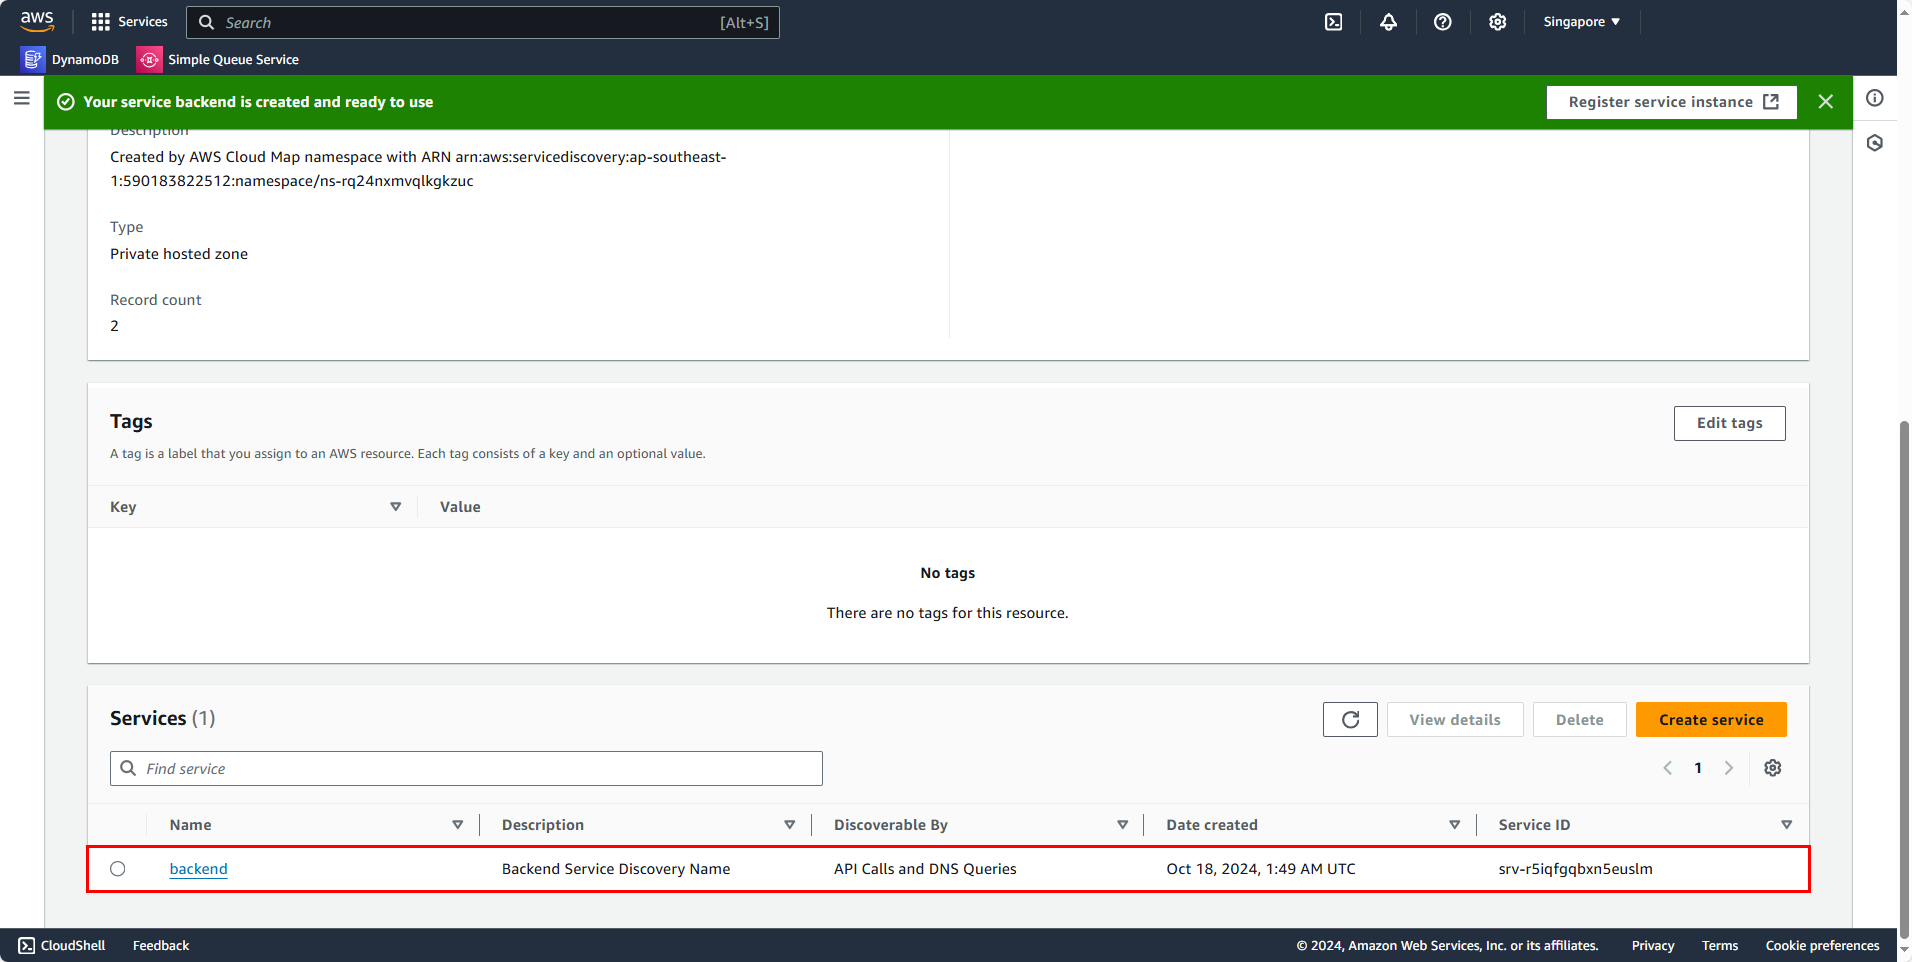 aws
Services
Search
[Alt+S]
Singapore ▼
DynamoDB
Simple Queue Service
Your service backend is created and ready to use
Register service instance
Description
Created by AWS Cloud Map namespace with ARN arn:aws:servicediscovery:ap-southeast-
1:590183822512:namespace/ns-rq24nxmvqlkgkzuc
Type
Private hosted zone
Record count
2
Tags
Edit tags
A tag is a label that you assign to an AWS resource. Each tag consists of a key and an optional value.
Key
Value
No tags
There are no tags for this resource.
Services (1)
View details
Delete
Create service
Find service
1
Name
Description
Discoverable By
Date created
Service ID
backend
Backend Service Discovery Name
API Calls and DNS Queries
Oct 18, 2024, 1:49 AM UTC
srv-r5iqfgqbxn5euslm
CloudShell
Feedback
© 2024, Amazon Web Services, Inc. or its affiliates.
Privacy
Terms
Cookie preferences